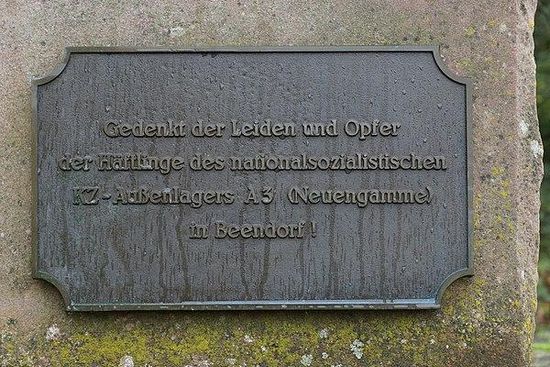 Gedenkt der Leiden und Opfer
der Häftlinge des nationalsozialistischen
KZ-Außenlagers A3 (Neuengamme)
in Beendorf!